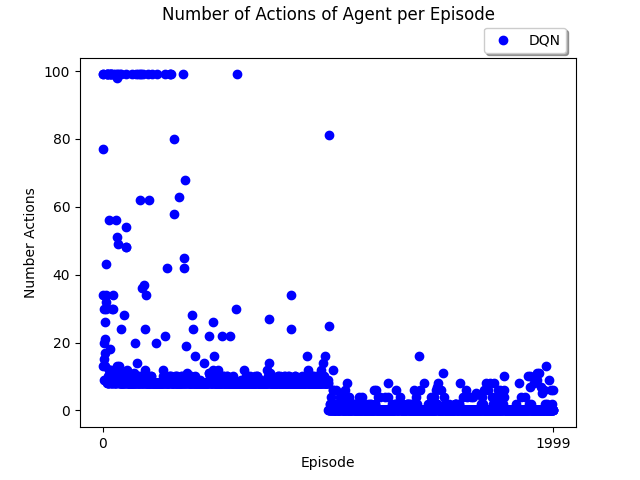 Number of Actions of Agent per Episode
DQN
100
80
60
40
20
0
Number Actions
0
1999
Episode